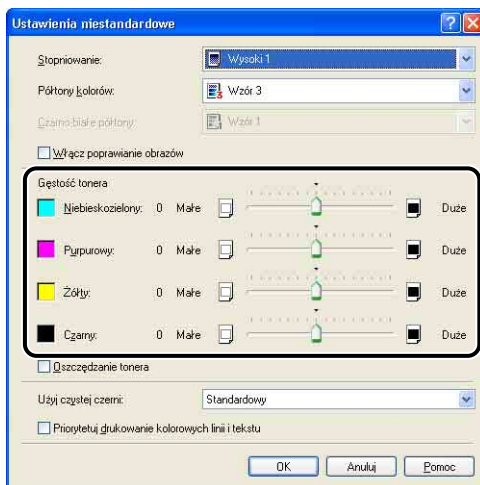 Ustawienia niestandardowe
Stopniowanie: Wysoki 1
Półtony kolorów: Wzór 3
Czarno-białe półtony: Wzór 1
Włącz poprawianie obrazów
Gęstość tonera
Niebieskozielony: 0 Małe Duże
Purpurowy: 0 Małe Duże
Żółty: 0 Małe Duże
Czarny: 0 Małe Duże
Oszczędzanie tonera
Użyj czystej czerni: Standardowy
Priorytetuj drukowanie kolorowych linii i tekstu
OK Anuluj Pomoc